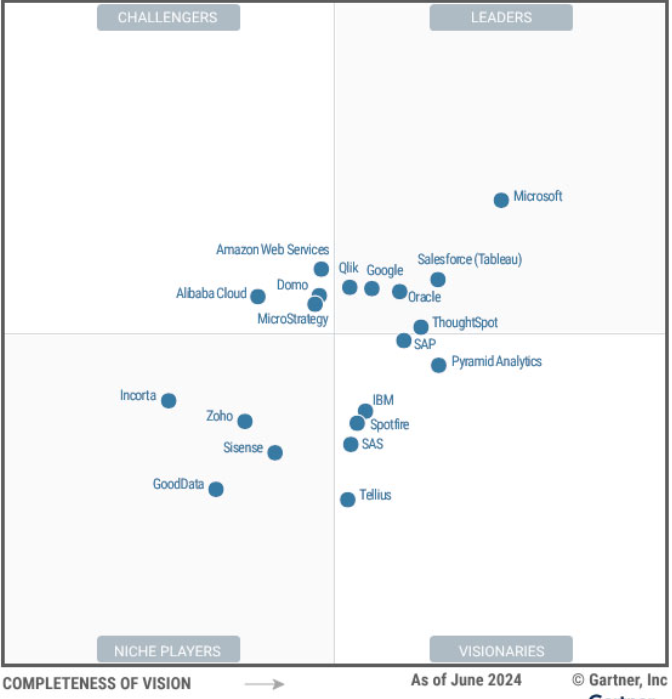 CHALLENGERS
LEADERS
Microsoft
Amazon Web Services
Qlik
Google
Salesforce (Tableau)
Domo
Alibaba Cloud
Oracle
MicroStrategy
ThoughtSpot
SAP
Pyramid Analytics
Incorta
IBM
Zoho
Spotfire
Sisense
SAS
GoodData
Tellius
NICHE PLAYERS
VISIONARIES
COMPLETENESS OF VISION
As of June 2024
© Gartner, Inc